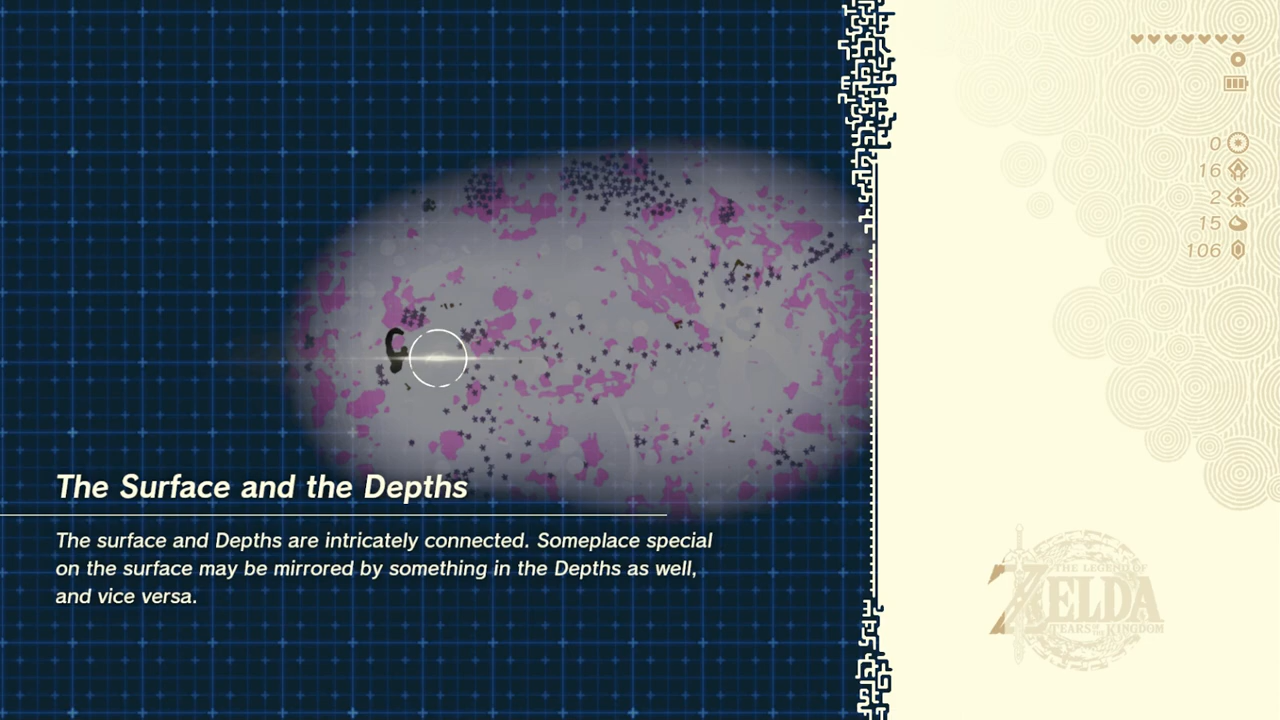 0
16
2
15
106
The Surface and the Depths
The surface and Depths are intricately connected. Someplace special
on the surface may be mirrored by something in the Depths as well,
and vice versa.
THE LEGEND OF
ZELDA
TEARS OF THE KINGDOM